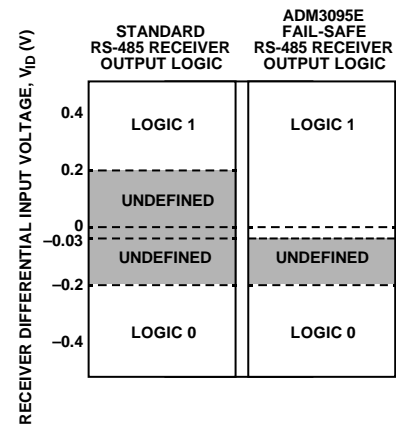 RECEIVER DIFFERENTIAL INPUT VOLTAGE, VID (V)
STANDARD
RS-485 RECEIVER
OUTPUT LOGIC
ADM3095E
FAIL-SAFE
RS-485 RECEIVER
OUTPUT LOGIC
0.4
LOGIC 1
LOGIC 1
0.2
UNDEFINED
0
–0.03
UNDEFINED
UNDEFINED
–0.2
LOGIC 0
LOGIC 0
–0.4